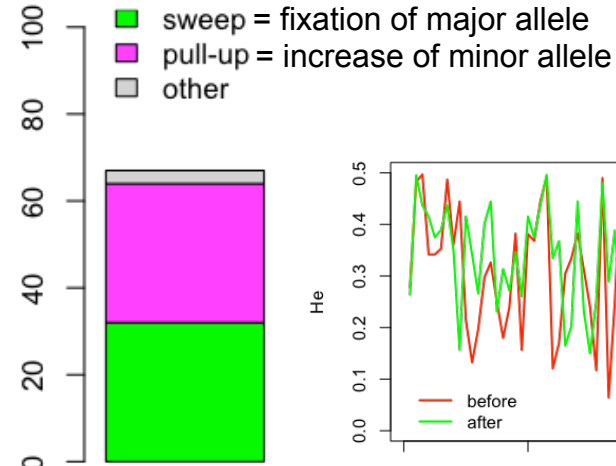 sweep = fixation of major allele
pull-up = increase of minor allele
other
100
80
60
40
20
0
0.5
0.4
0.3
0.2
0.1
0.0
He
before
after